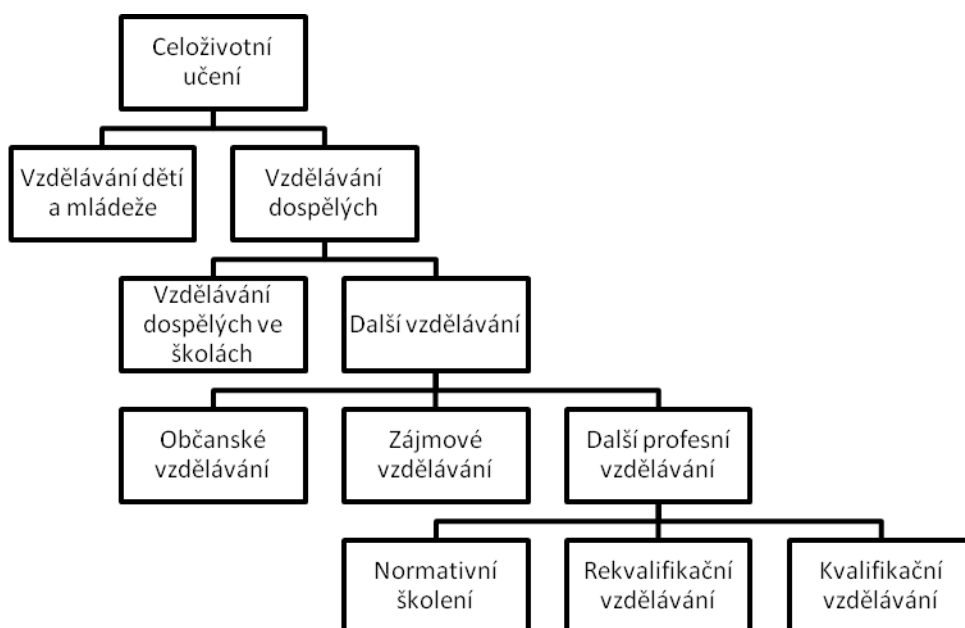 Celoživotní
učení
Vzdělávání dětí
a mládeže
Vzdělávání
dospělých
Vzdělávání
dospělých ve
školách
Další vzdělávání
Občanské
vzdělávání
Zájmové
vzdělávání
Další profesní
vzdělávání
Normativní
školení
Rekvalifikační
vzdělávání
Kvalifikační
vzdělávání